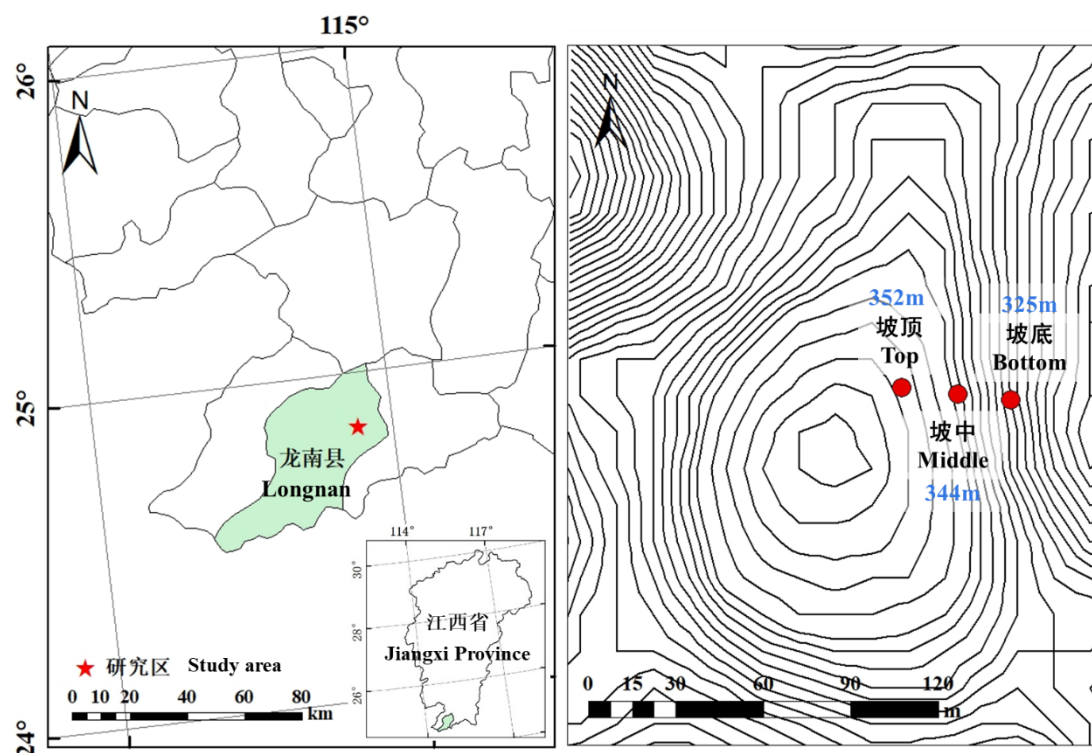 115°
26°
N
25°
龙南县
Longnan
24°
研究区 Study area
0 10 20 40 60 80
km
114° 117°
30°
28°
26°
江西省
Jiangxi Province
N
352m
坡顶
Top
325m
坡底
Bottom
坡中
Middle
344m
0 15 30 60 90 120
m